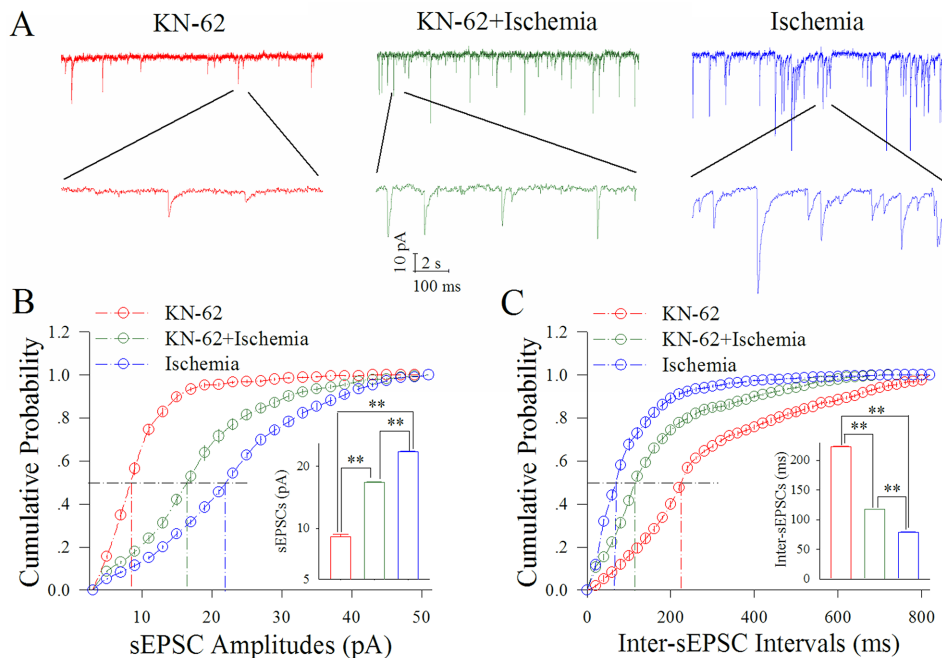 A
KN-62
KN-62+Ischemia
Ischemia
10 pA
2 s
100 ms
B
KN-62
KN-62+Ischemia
Ischemia
Cumulative Probability
1.2
1.0
.8
.6
.4
.2
0.0
10
20
30
40
50
sEPSC Amplitudes (pA)
sEPSCs (pA)
20
10
5
**
**
**
C
KN-62
KN-62+Ischemia
Ischemia
Cumulative Probability
1.2
1.0
.8
.6
.4
.2
0.0
0
200
400
600
800
Inter-sEPSC Intervals (ms)
Inter-sEPSCs (ms)
200
150
100
50
0
**
**
**